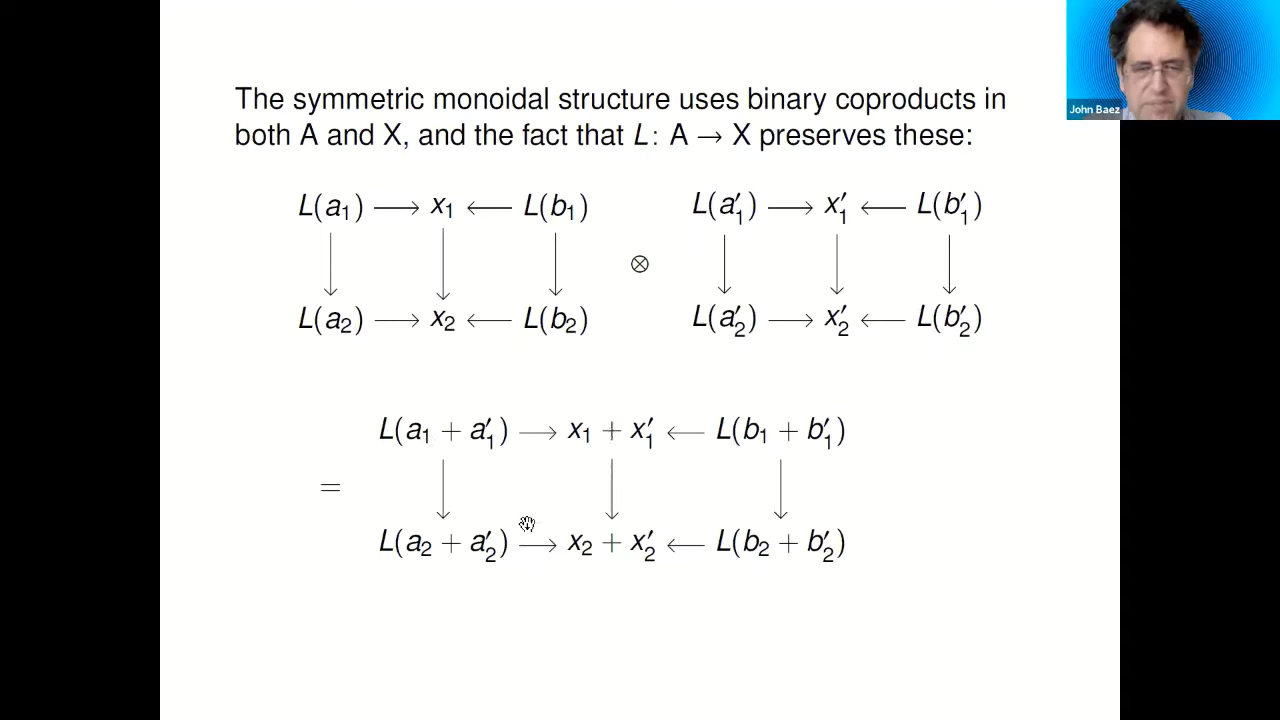 The symmetric monoidal structure uses binary coproducts in
both A and X, and the fact that L: A → X preserves these:
L(a₁) ⟶ x₁ ⟵ L(b₁) L(a′₁) ⟶ x′₁ ⟵ L(b′₁)
⊗
L(a₂) ⟶ x₂ ⟵ L(b₂) L(a′₂) ⟶ x′₂ ⟵ L(b′₂)
L(a₁ + a′₁) ⟶ x₁ + x′₁ ⟵ L(b₁ + b′₁)
=
L(a₂ + a′₂) ⟶ x₂ + x′₂ ⟵ L(b₂ + b′₂)
John Baez